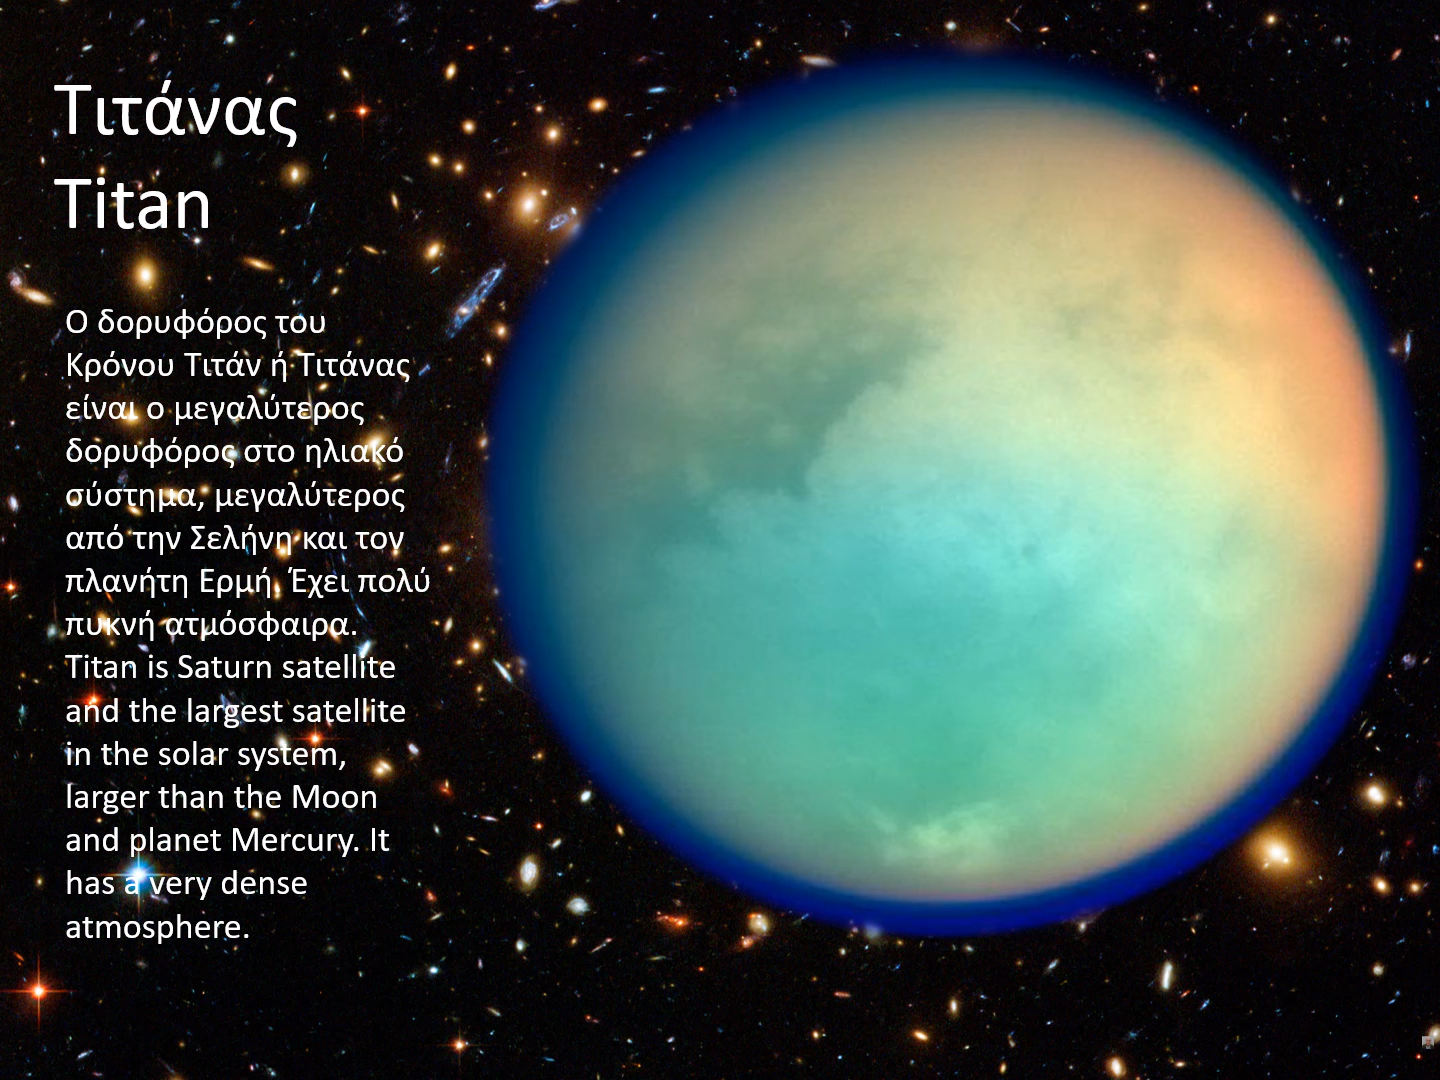 Τιτάνας
Titan
Ο δορυφόρος του
Κρόνου Τιτάν ή Τιτάνας
είναι ο μεγαλύτερος
δορυφόρος στο ηλιακό
σύστημα, μεγαλύτερος
από την Σελήνη και τον
πλανήτη Ερμή. Έχει πολύ
πυκνή ατμόσφαιρα.
Titan is Saturn satellite
and the largest satellite
in the solar system,
larger than the Moon
and planet Mercury. It
has a very dense
atmosphere.